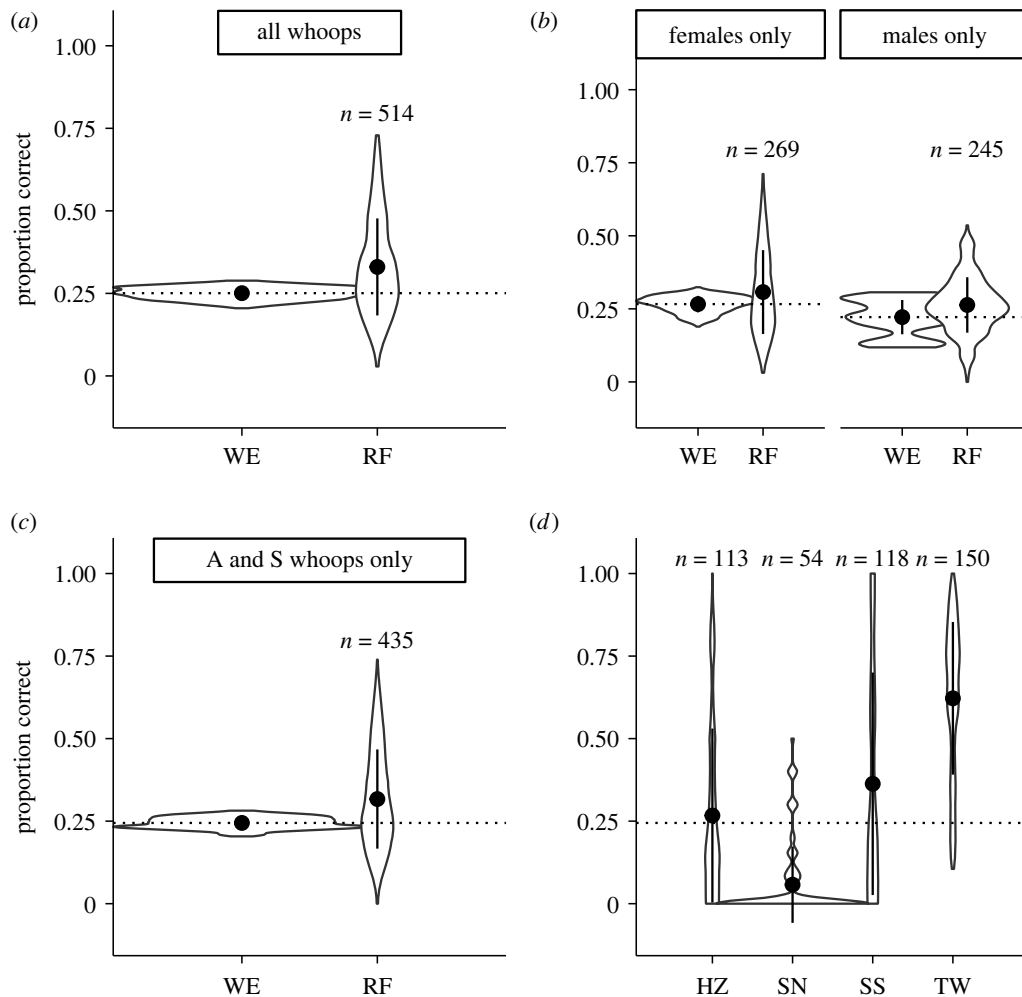 (a)
all whoops
1.00
n = 514
0.75
proportion correct
0.50
0.25
0
WE RF
(b)
females only males only
1.00
n = 269 n = 245
0.75
0.50
0.25
0
WE RF WE RF
(c)
A and S whoops only
1.00
n = 435
0.75
proportion correct
0.50
0.25
0
WE RF
(d)
n = 113 n = 54 n = 118 n = 150
1.00
0.75
0.50
0.25
0
HZ SN SS TW